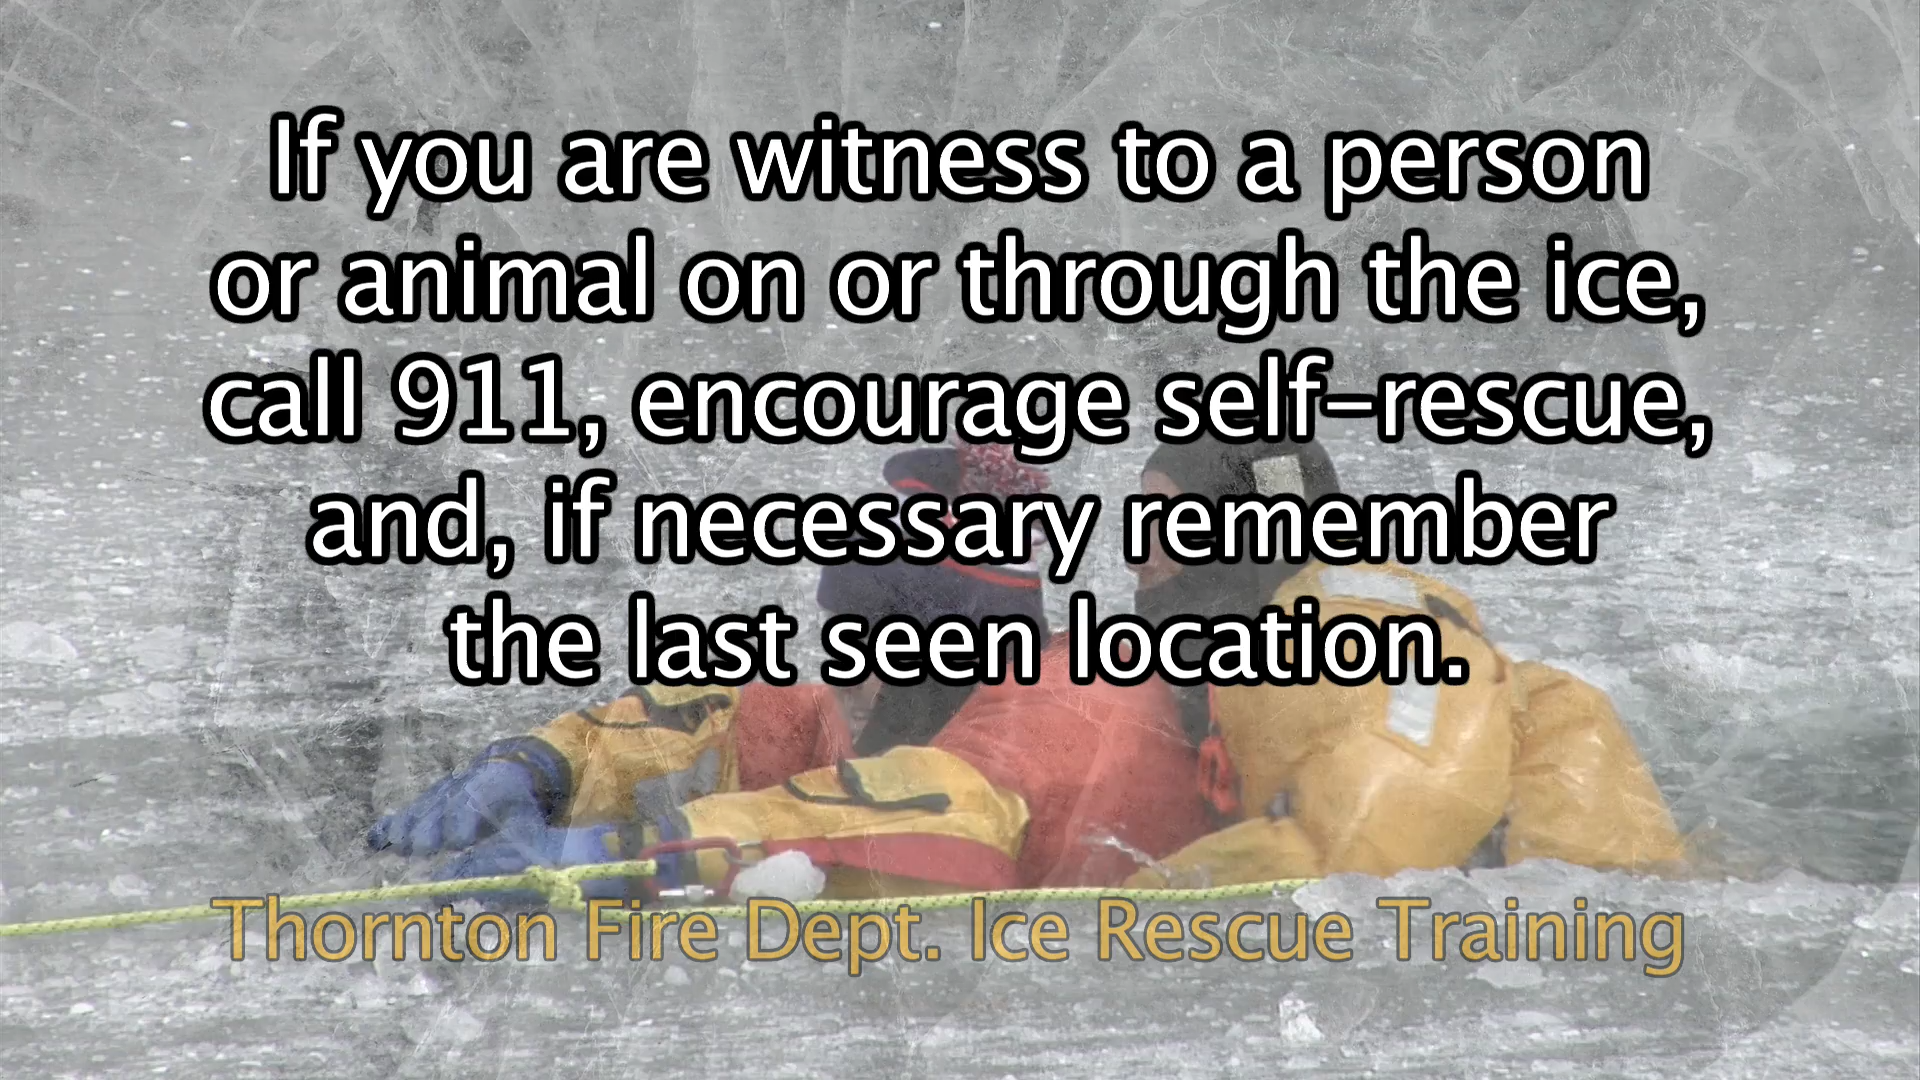 If you are witness to a person
or animal on or through the ice,
call 911, encourage self-rescue,
and, if necessary remember
the last seen location.
Thornton Fire Dept. Ice Rescue Training